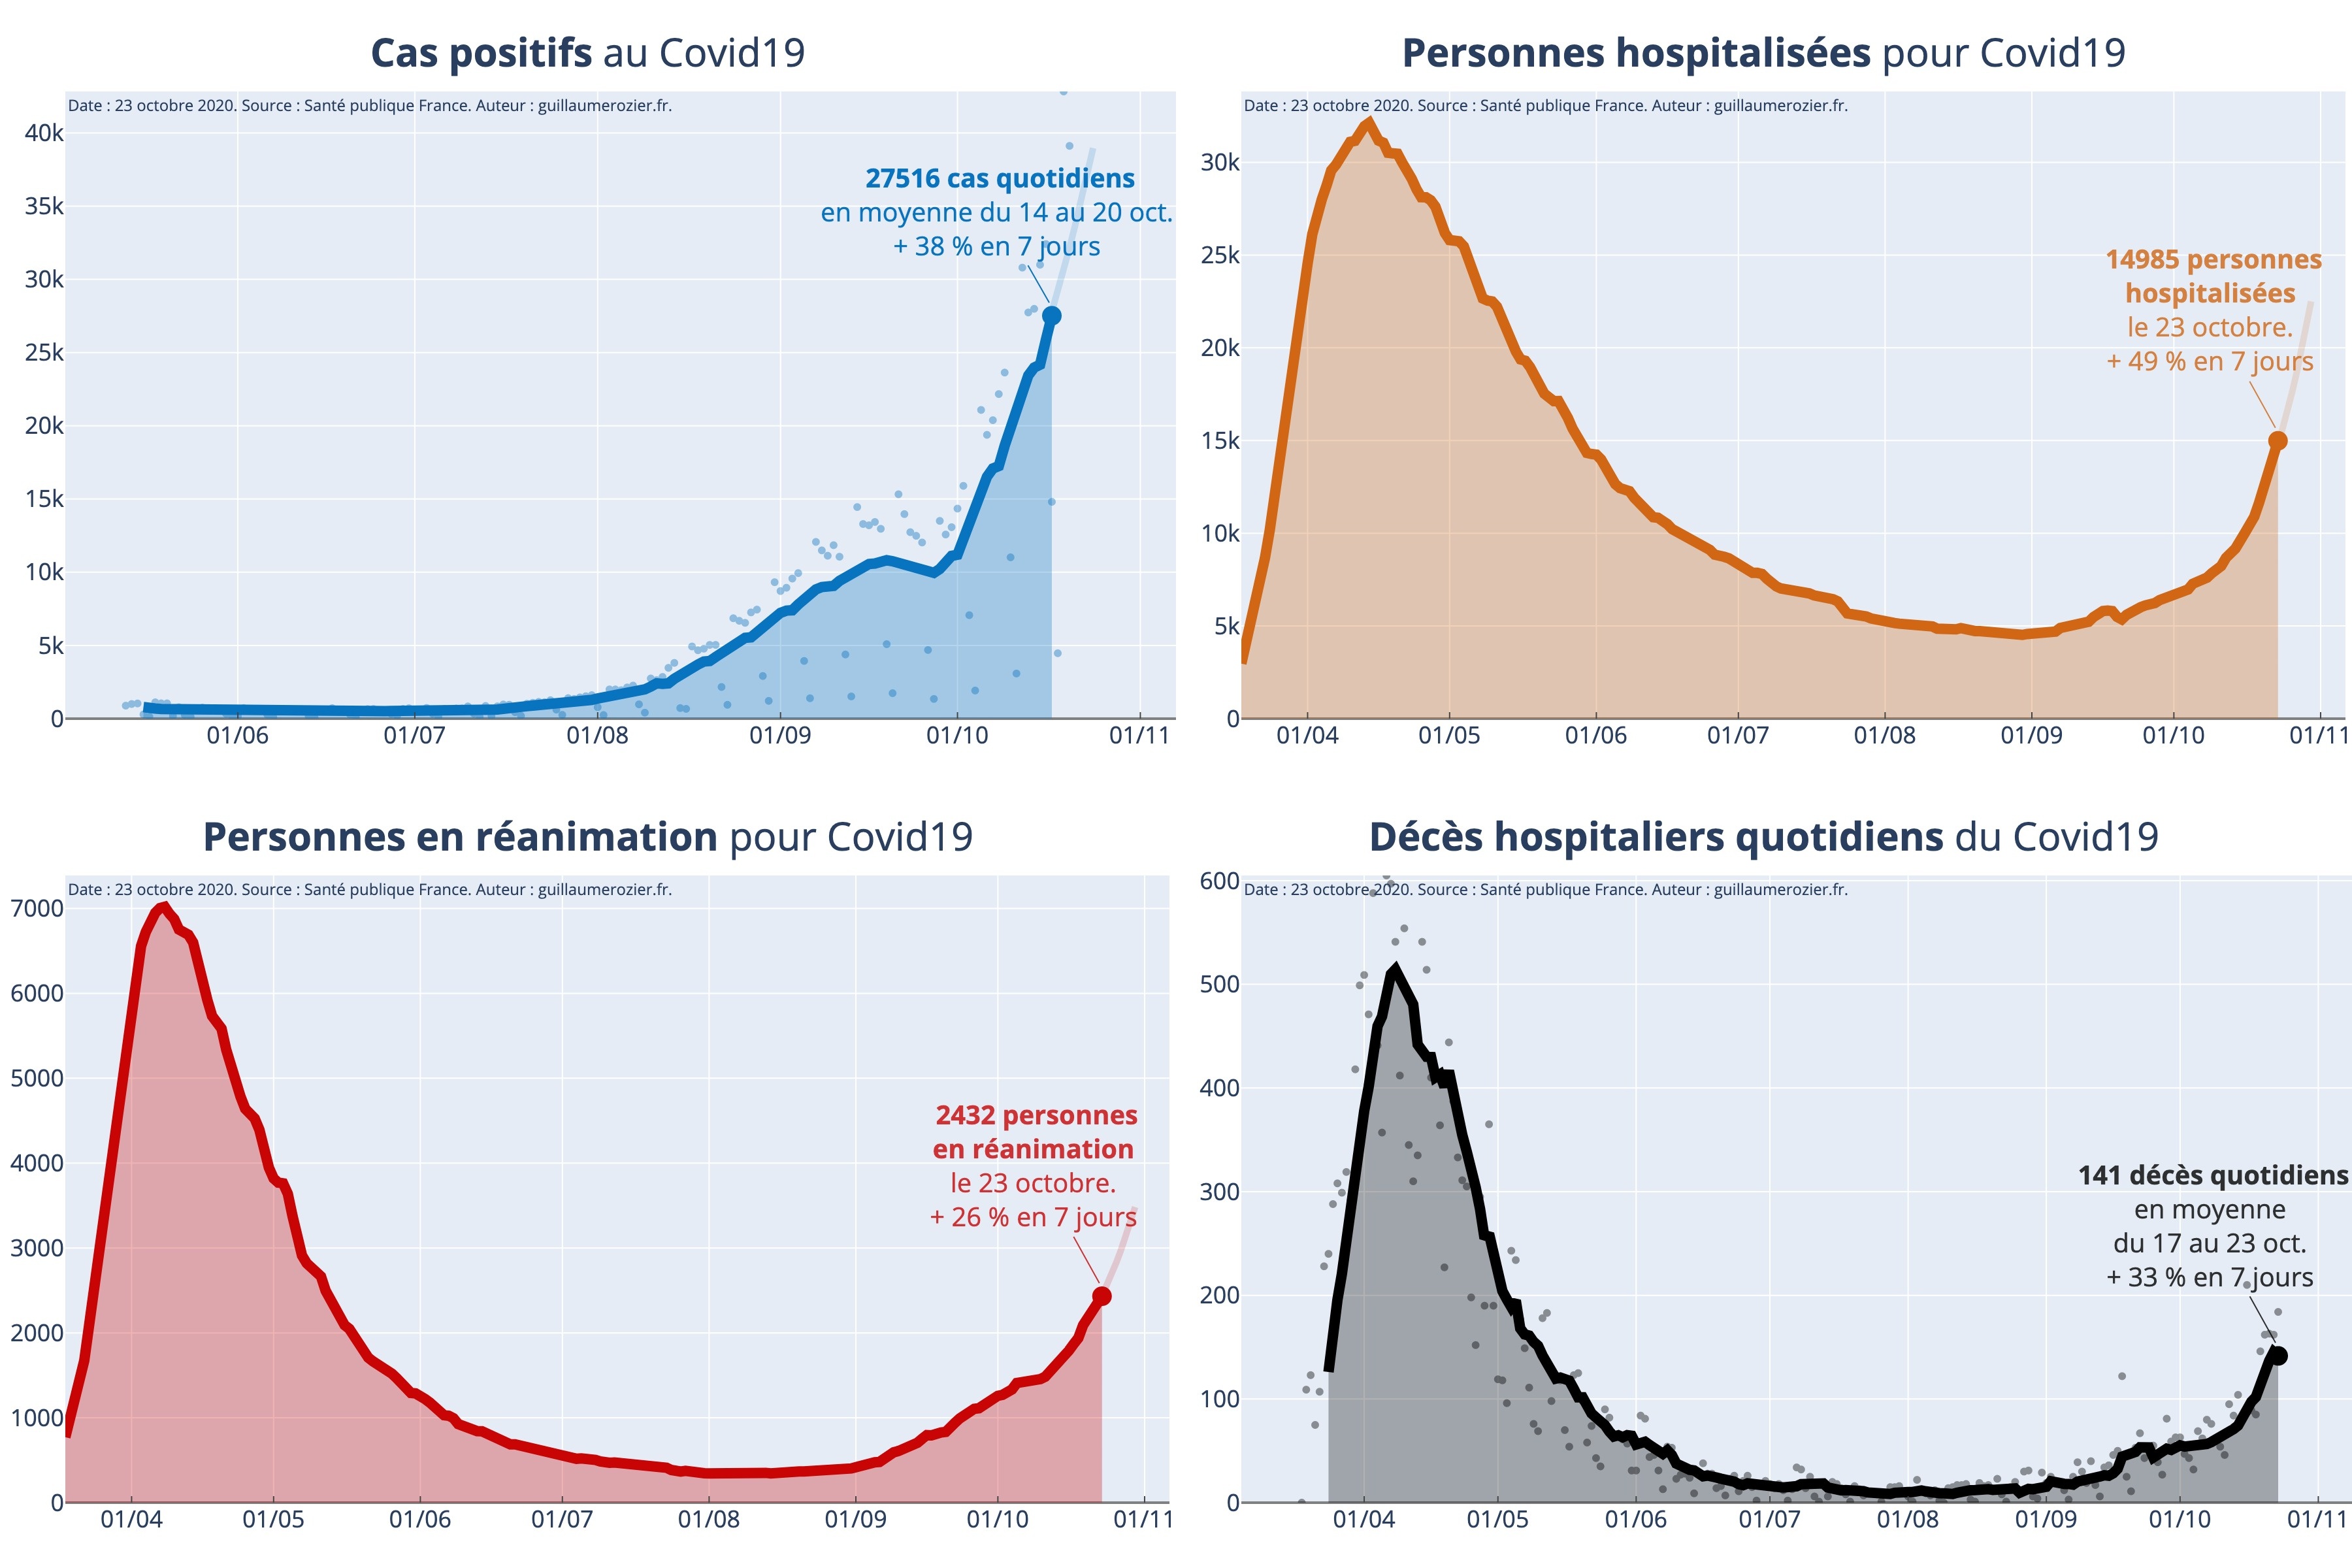 Cas positifs au Covid19
Date : 23 octobre 2020. Source : Santé publique France. Auteur : guillaumerozier.fr.
40k
35k
30k
25k
20k
15k
10k
5k
0
27516 cas quotidiens
en moyenne du 14 au 20 oct.
+ 38 % en 7 jours
01/06 01/07 01/08 01/09 01/10 01/11
Personnes hospitalisées pour Covid19
Date : 23 octobre 2020. Source : Santé publique France. Auteur : guillaumerozier.fr.
30k
25k
20k
15k
10k
5k
0
14985 personnes
hospitalisées
le 23 octobre.
+ 49 % en 7 jours
01/04 01/05 01/06 01/07 01/08 01/09 01/10 01/11
Personnes en réanimation pour Covid19
Date : 23 octobre 2020. Source : Santé publique France. Auteur : guillaumerozier.fr.
7000
6000
5000
4000
3000
2000
1000
0
2432 personnes
en réanimation
le 23 octobre.
+ 26 % en 7 jours
01/04 01/05 01/06 01/07 01/08 01/09 01/10 01/11
Décès hospitaliers quotidiens du Covid19
Date : 23 octobre 2020. Source : Santé publique France. Auteur : guillaumerozier.fr.
600
500
400
300
200
100
0
141 décès quotidiens
en moyenne
du 17 au 23 oct.
+ 33 % en 7 jours
01/04 01/05 01/06 01/07 01/08 01/09 01/10 01/11